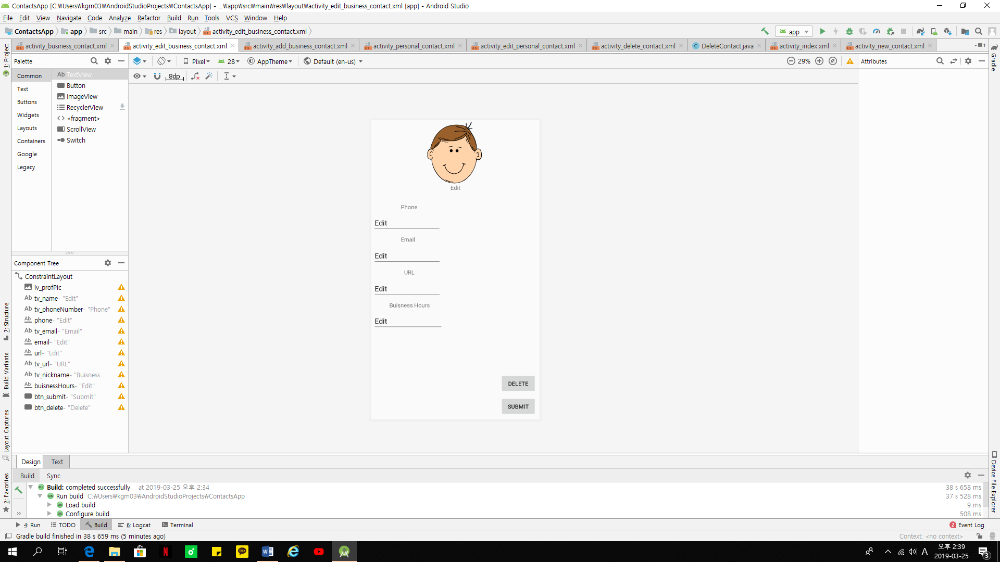 ContactsApp [C:₩Users₩kgm03₩AndroidStudioProjects₩ContactsApp] - ...₩app₩src₩main₩res₩layout₩activity_edit_business_contact.xml [app] - Android Studio
File Edit View Navigate Code Analyze Refactor Build Run Tools VCS Window Help
ContactsApp app src main res layout activity_edit_business_contact.xml app
activity_business_contact.xml activity_edit_business_contact.xml activity_add_business_contact.xml activity_personal_contact.xml activity_edit_personal_contact.xml activity_delete_contact.xml DeleteContact.java activity_index.xml activity_new_contact.xml
1: Project
Gradle
Palette Pixel 28 AppTheme Default (en-us) 29% Attributes
8dp
Common
Text
Buttons
Widgets
Layouts
Containers
Google
Legacy
Ab TextView
Button
ImageView
RecyclerView
<fragment>
ScrollView
Switch
Edit
Phone
Edit
Email
Edit
URL
Edit
Buisness Hours
Edit
DELETE
SUBMIT
Component Tree
ConstraintLayout
iv_profPic
Ab tv_name- "Edit"
Ab tv_phoneNumber- "Phone"
Ab phone- "Edit"
Ab tv_email- "Email"
Ab email- "Edit"
Ab url- "Edit"
Ab tv_url- "URL"
Ab tv_nickname- "Buisness ...
Ab buisnessHours- "Edit"
btn_submit- "Submit"
btn_delete- "Delete"
7: Structure
Build Variants
Layout Captures
2: Favorites
Device File Explorer
Design Text
Build Sync
OK Build: completed successfully at 2019-03-25 오후 2:34 38 s 658 ms
OK Run build C:₩Users₩kgm03₩AndroidStudioProjects₩ContactsApp 37 s 528 ms
OK Load build 9 ms
OK Configure build 508 ms
4: Run TODO Build 6: Logcat Terminal 2 Event Log
Gradle build finished in 38 s 659 ms (5 minutes ago) Context: <no context>
TALK
A
오후 2:39
2019-03-25
3